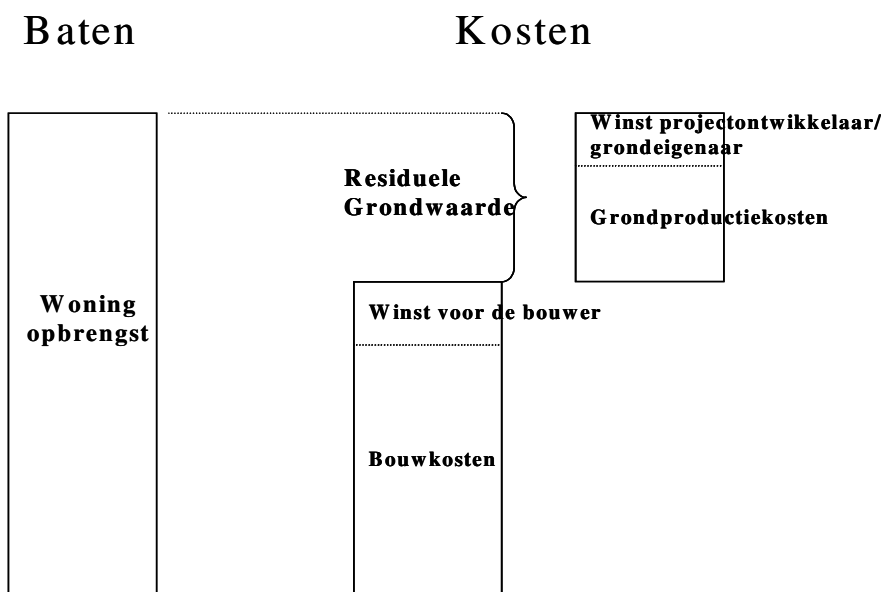 Baten
Kosten
Winst projectontwikkelaar/
grondeigenaar
Residuele
Grondwaarde
Grondproductiekosten
Woning
opbrengst
Winst voor de bouwer
Bouwkosten